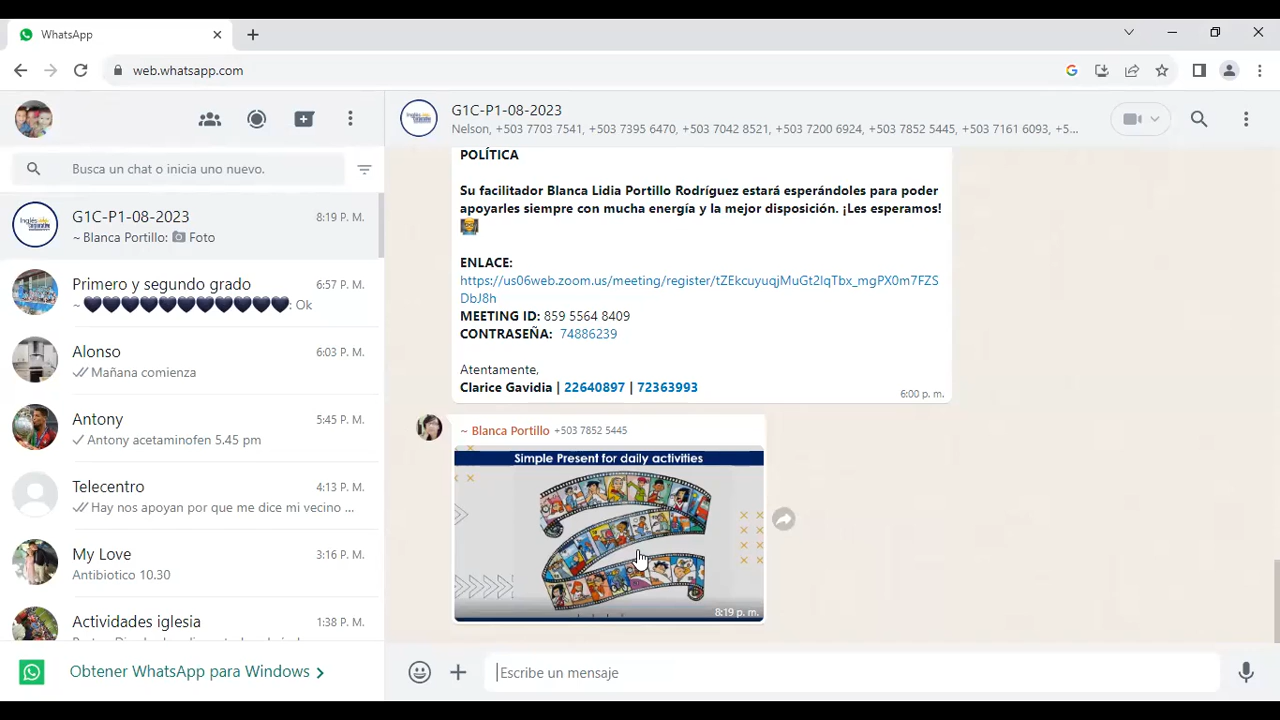 WhatsApp
web.whatsapp.com
G1C-P1-08-2023
Nelson, +503 7703 7541, +503 7395 6470, +503 7042 8521, +503 7200 6924, +503 7852 5445, +503 7161 6093, +5...
Busca un chat o inicia uno nuevo.
G1C-P1-08-2023
8:19 P. M.
~ Blanca Portillo: Foto
Primero y segundo grado
6:57 P. M.
~ 🖤🖤🖤🖤🖤🖤🖤🖤🖤🖤🖤: Ok
Alonso
6:03 P. M.
Mañana comienza
Antony
5:45 P. M.
Antony acetaminofen 5.45 pm
Telecentro
4:13 P. M.
Hay nos apoyan por que me dice mi vecino ...
My Love
3:16 P. M.
Antibiotico 10.30
Actividades iglesia
1:38 P. M.
Obtener WhatsApp para Windows
POLÍTICA
Su facilitador Blanca Lidia Portillo Rodríguez estará esperándoles para poder
apoyarles siempre con mucha energía y la mejor disposición. ¡Les esperamos!
ENLACE:
https://us06web.zoom.us/meeting/register/tZEkcuyuqjMuGt2lqTbx_mgPX0m7FZS
DbJ8h
MEETING ID: 859 5564 8409
CONTRASEÑA: 74886239
Atentamente,
Clarice Gavidia | 22640897 | 72363993
6:00 p. m.
~ Blanca Portillo +503 7852 5445
Simple Present for daily activities
8:19 p. m.
Escribe un mensaje